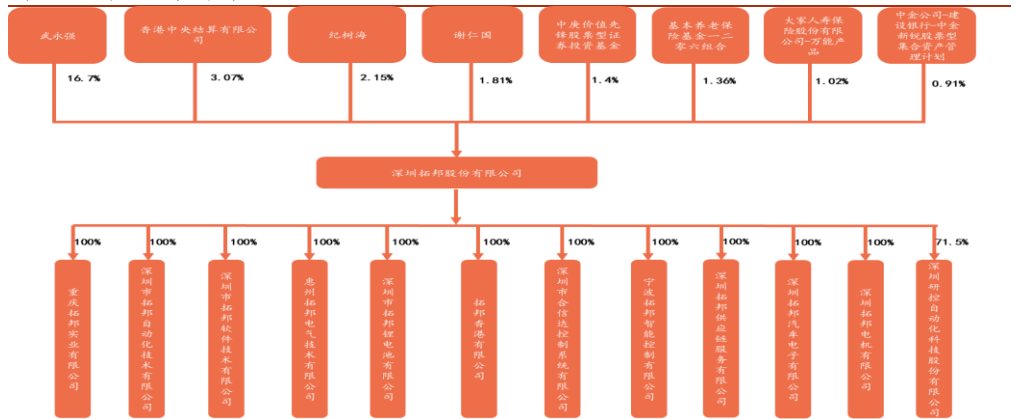 武永强
香港中央结算有限公
司
纪树海
谢仁国
中庚价值先
锋股票型证
券投资基金
基本养老保
险基金一二
零六组合
大家人寿保
险股份有限
公司-万能产
品
中金公司-建
设银行-中金
新锐股票型
集合资产管
理计划
16.7%
3.07%
2.15%
1.81%
1.4%
1.36%
1.02%
0.91%
深圳拓邦股份有限公司
100%
100%
100%
100%
100%
100%
100%
100%
100%
100%
100%
71.5%
重庆拓邦实业有限公司
深圳市拓邦自动化技术有限公司
深圳市拓邦软件技术有限公司
惠州拓邦电气技术有限公司
深圳市拓邦锂电池有限公司
拓邦香港有限公司
深圳市合信达控制系统有限公司
宁波拓邦智能控制有限公司
深圳拓邦供应链服务有限公司
深圳拓邦汽车电子有限公司
深圳拓邦电机有限公司
深圳研控自动化科技股份有限公司